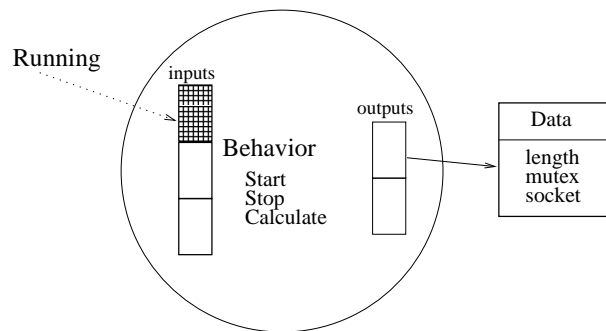 Running
inputs
outputs
Behavior
Start
Stop
Calculate
Data
length
mutex
socket